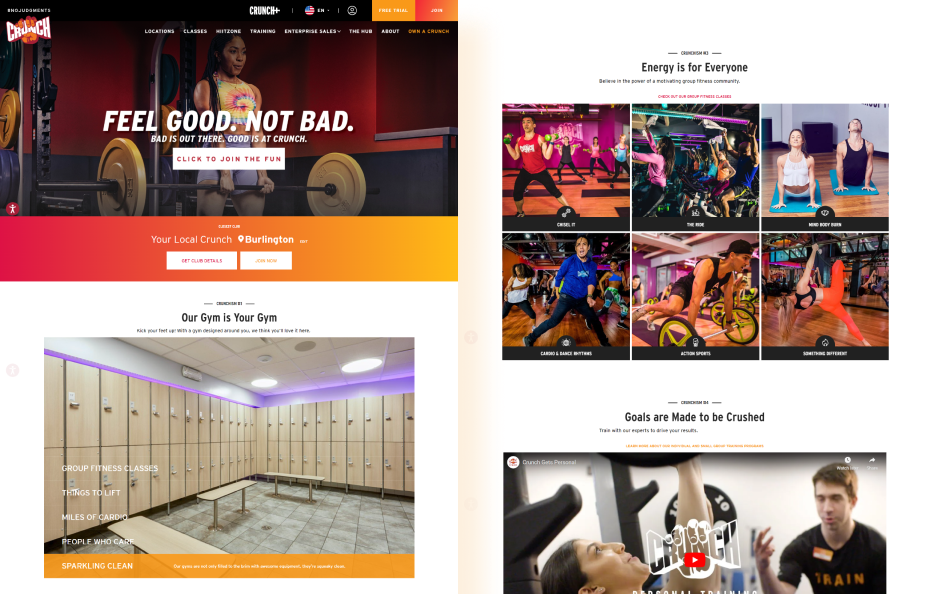 #NOJUDGMENTS
CRUNCH+
EN
FREE TRIAL
JOIN
CRUNCH
LOCATIONS
CLASSES
HIITZONE
TRAINING
ENTERPRISE SALES
THE HUB
ABOUT
OWN A CRUNCH
FEEL GOOD. NOT BAD.
BAD IS OUT THERE. GOOD IS AT CRUNCH.
CLICK TO JOIN THE FUN
CLOSEST CLUB
Your Local Crunch Burlington EDIT
GET CLUB DETAILS
JOIN NOW
CRUNCHISM #1
Our Gym is Your Gym
Kick your feet up! With a gym designed around you, we think you'll love it here.
GROUP FITNESS CLASSES
THINGS TO LIFT
MILES OF CARDIO
PEOPLE WHO CARE
SPARKLING CLEAN
Our gyms are not only filled to the brim with awesome equipment, they're squeaky clean.
CRUNCHISM #3
Energy is for Everyone
Believe in the power of a motivating group fitness community.
CHECK OUT OUR GROUP FITNESS CLASSES
CHISEL IT
THE RIDE
MIND BODY BURN
CARDIO & DANCE RHYTHMS
ACTION SPORTS
SOMETHING DIFFERENT
CRUNCHISM #4
Goals are Made to be Crushed
Train with our experts to drive your results.
LEARN MORE ABOUT OUR INDIVIDUAL AND SMALL GROUP TRAINING PROGRAMS
Crunch Gets Personal
Watch later
Share
CRUNCH
PERSONAL TRAINING
TRAIN